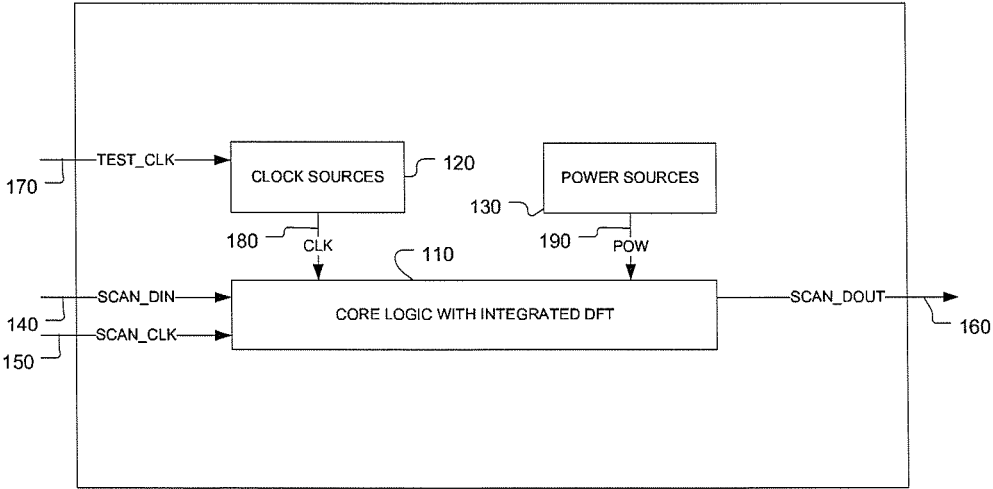 TEST_CLK
170
CLOCK SOURCES
120
POWER SOURCES
130
180
CLK
190
POW
110
SCAN_DIN
140
SCAN_CLK
150
CORE LOGIC WITH INTEGRATED DFT
SCAN_DOUT
160